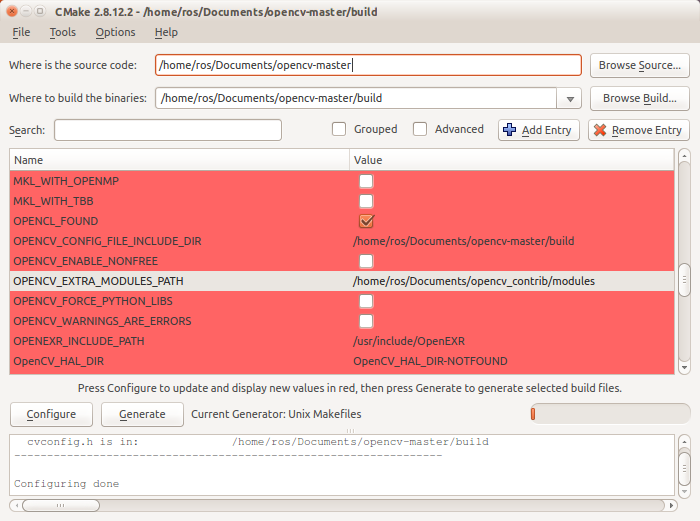 CMake 2.8.12.2 - /home/ros/Documents/opencv-master/build
File Tools Options Help
Where is the source code: /home/ros/Documents/opencv-master Browse Source...
Where to build the binaries: /home/ros/Documents/opencv-master/build Browse Build...
Search: Grouped Advanced Add Entry Remove Entry
Name Value
MKL_WITH_OPENMP
MKL_WITH_TBB
OPENCL_FOUND
OPENCV_CONFIG_FILE_INCLUDE_DIR /home/ros/Documents/opencv-master/build
OPENCV_ENABLE_NONFREE
OPENCV_EXTRA_MODULES_PATH /home/ros/Documents/opencv_contrib/modules
OPENCV_FORCE_PYTHON_LIBS
OPENCV_WARNINGS_ARE_ERRORS
OPENEXR_INCLUDE_PATH /usr/include/OpenEXR
OpenCV_HAL_DIR OpenCV_HAL_DIR-NOTFOUND
Press Configure to update and display new values in red, then press Generate to generate selected build files.
Configure Generate Current Generator: Unix Makefiles
cvconfig.h is in: /home/ros/Documents/opencv-master/build
-----------------------------------------------------------------
Configuring done